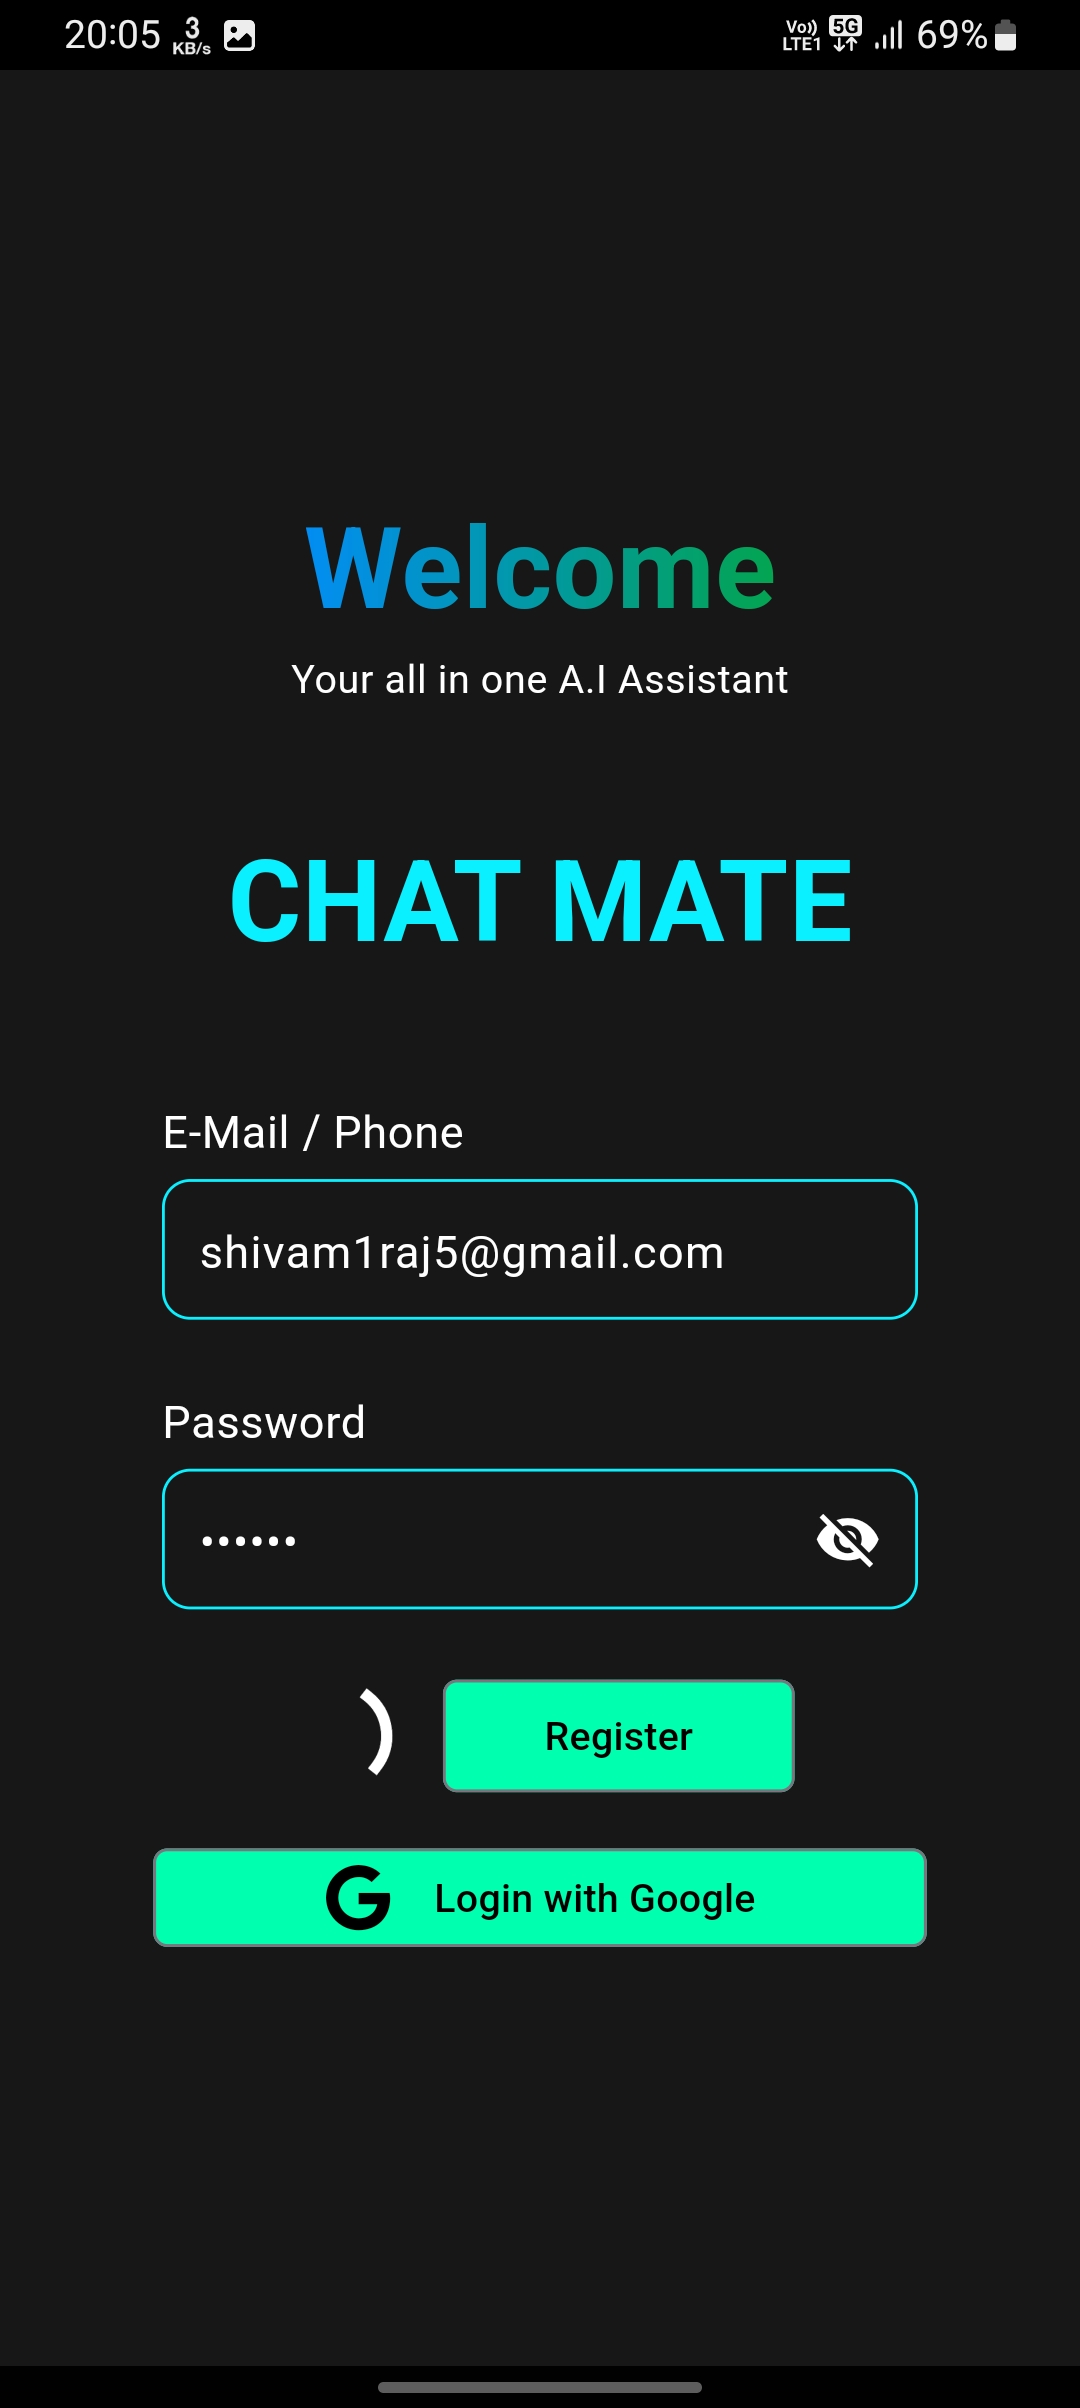 20:05 3 KB/s Vo LTE1 5G 69%
Welcome
Your all in one A.I Assistant
CHAT MATE
E-Mail / Phone
shivam1raj5@gmail.com
Password
••••••
Register
G Login with Google